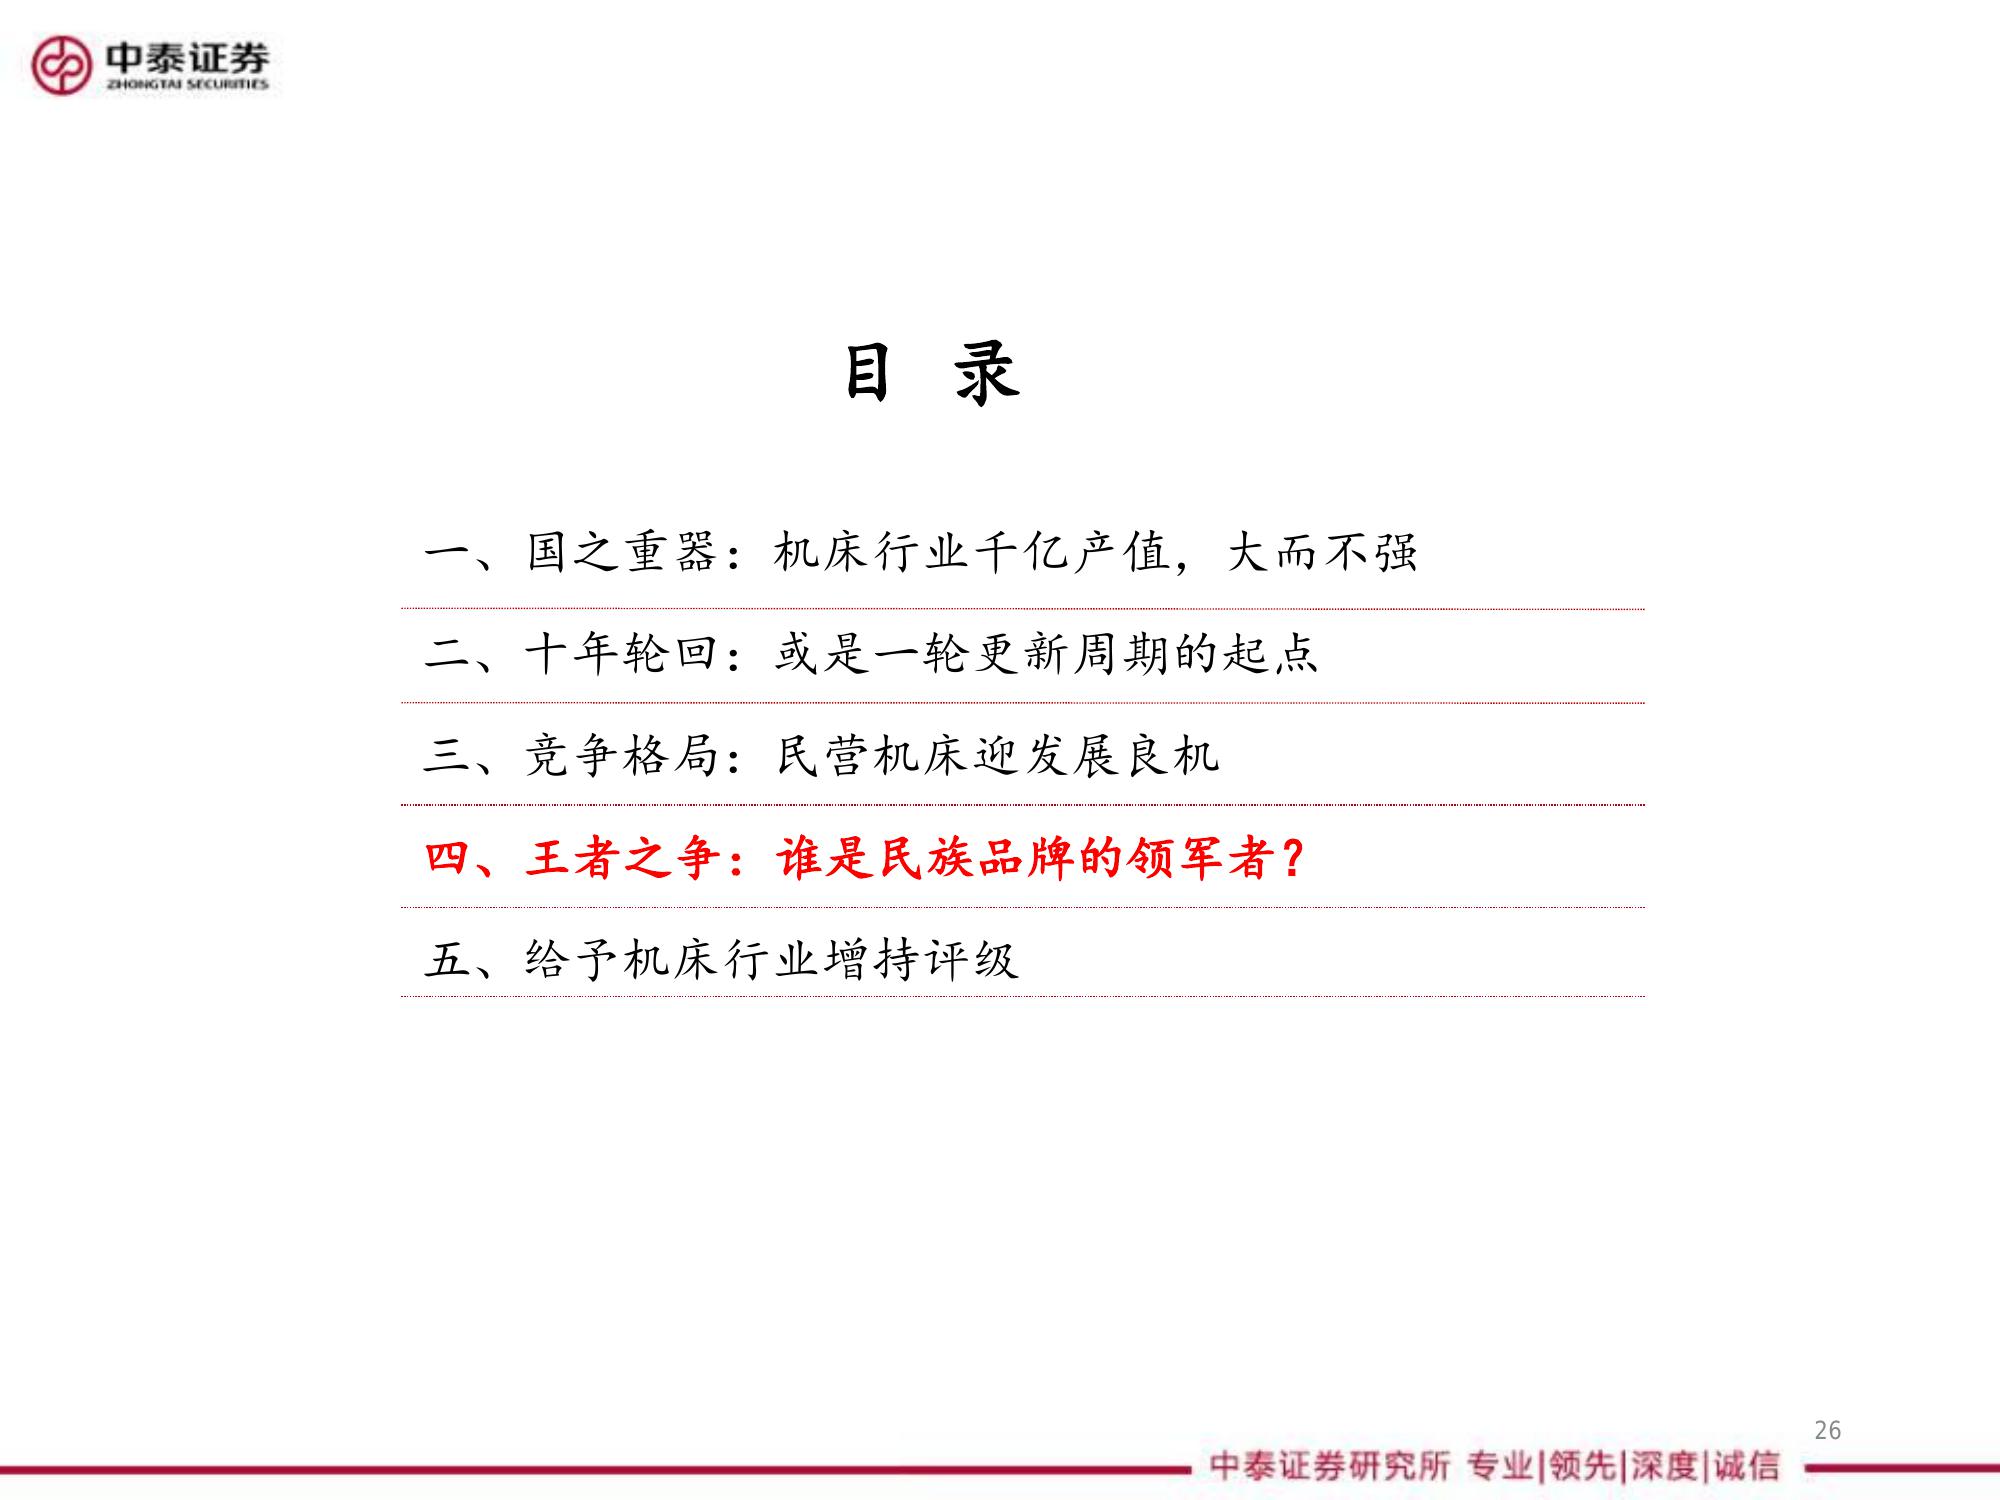 中泰证券
ZHONGTAI SECURITIES
目 录
一、国之重器：机床行业千亿产值，大而不强
二、十年轮回：或是一轮更新周期的起点
三、竞争格局：民营机床迎发展良机
四、王者之争：谁是民族品牌的领军者？
五、给予机床行业增持评级
26
中泰证券研究所 专业|领先|深度|诚信